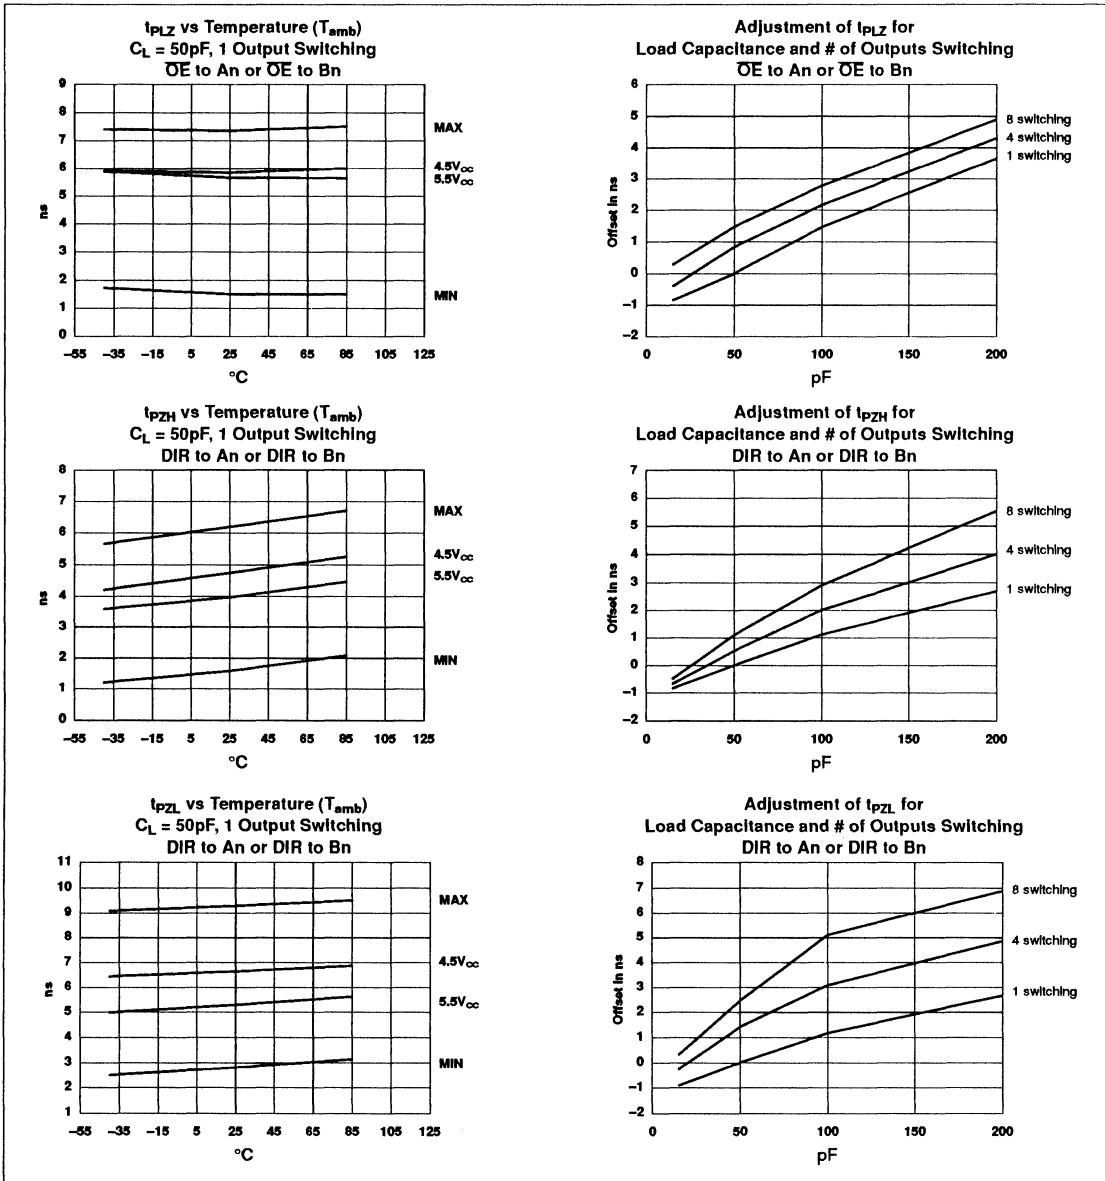 tPLZ vs Temperature (Tamb)
CL = 50pF, 1 Output Switching
OE to An or OE to Bn
9
8
7
6
5
4
3
2
1
0
ns
MAX
4.5Vcc
5.5Vcc
MIN
–55 –35 –15 5 25 45 65 85 105 125
°C
Adjustment of tPLZ for
Load Capacitance and # of Outputs Switching
OE to An or OE to Bn
6
5
4
3
2
1
0
–1
–2
Offset in ns
8 switching
4 switching
1 switching
0 50 100 150 200
pF
tPZH vs Temperature (Tamb)
CL = 50pF, 1 Output Switching
DIR to An or DIR to Bn
8
7
6
5
4
3
2
1
0
ns
MAX
4.5Vcc
5.5Vcc
MIN
–55 –35 –15 5 25 45 65 85 105 125
°C
Adjustment of tPZH for
Load Capacitance and # of Outputs Switching
DIR to An or DIR to Bn
7
6
5
4
3
2
1
0
–1
–2
Offset in ns
8 switching
4 switching
1 switching
0 50 100 150 200
pF
tPZL vs Temperature (Tamb)
CL = 50pF, 1 Output Switching
DIR to An or DIR to Bn
11
10
9
8
7
6
5
4
3
2
1
ns
MAX
4.5Vcc
5.5Vcc
MIN
–55 –35 –15 5 25 45 65 85 105 125
°C
Adjustment of tPZL for
Load Capacitance and # of Outputs Switching
DIR to An or DIR to Bn
8
7
6
5
4
3
2
1
0
–1
–2
Offset in ns
8 switching
4 switching
1 switching
0 50 100 150 200
pF